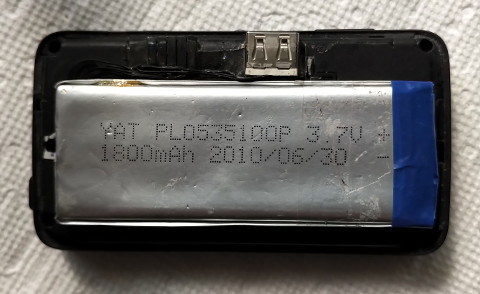 YAT PL0535100P 3.7V +
1800mAh 2010/06/30 -